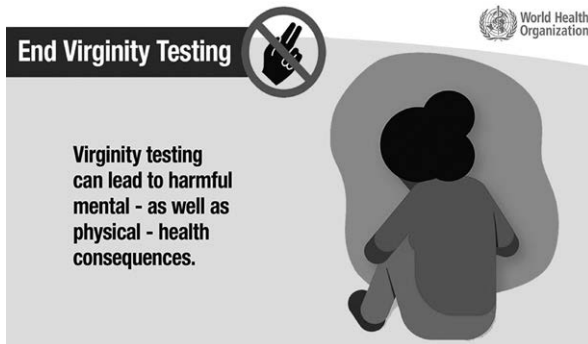 World Health
Organization
End Virginity Testing
Virginity testing
can lead to harmful
mental - as well as
physical - health
consequences.